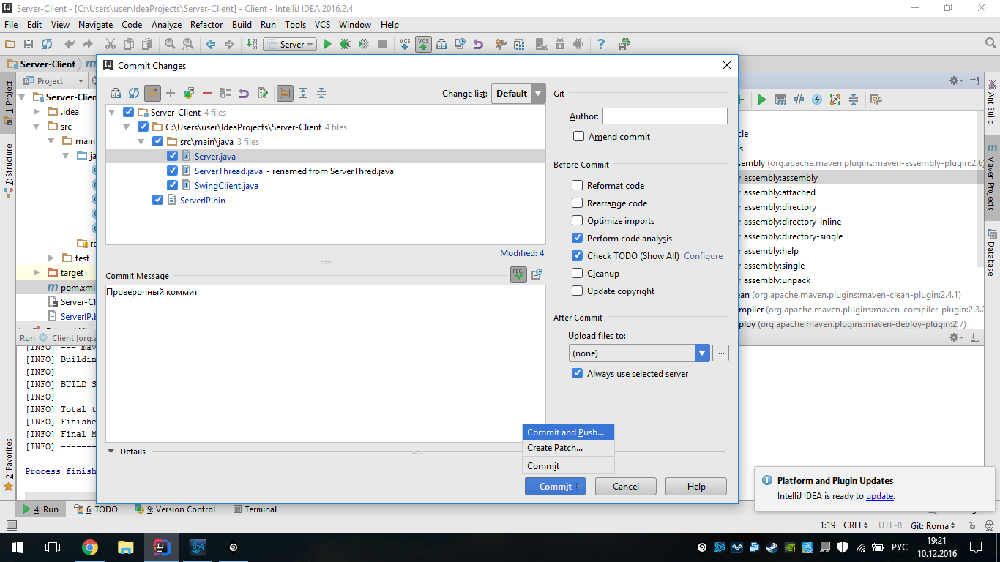 Server-Client - [C:\Users\user\IdeaProjects\Server-Client] - Client - IntelliJ IDEA 2016.2.4
File Edit View Navigate Code Analyze Refactor Build Run Tools VCS Window Help
Server
VCS VCS
Server-Client
Commit Changes
1: Project
Project
Change list: Default
Git
Server-Client 4 files
C:\Users\user\IdeaProjects\Server-Client 4 files
src\main\java 3 files
Server.java
ServerThread.java - renamed from ServerThred.java
SwingClient.java
ServerIP.bin
Modified: 4
Commit Message
Проверочный коммит
Details
Author:
Amend commit
Before Commit
Reformat code
Rearrange code
Optimize imports
Perform code analysis
Check TODO (Show All) Configure
Cleanup
Update copyright
After Commit
Upload files to:
(none)
Always use selected server
Commit and Push...
Create Patch...
Commit
Commit Cancel Help
.idea
src
main
test
target
pom.xml
7: Structure
2: Favorites
Ant Build
Maven Projects
Database
(org.apache.maven.plugins:maven-assembly-plugin:2.6)
assembly:assembly
assembly:attached
assembly:directory
assembly:directory-inline
assembly:directory-single
assembly:help
assembly:single
assembly:unpack
(org.apache.maven.plugins:maven-clean-plugin:2.4.1)
(org.apache.maven.plugins:maven-compiler-plugin:2.3.2
(org.apache.maven.plugins:maven-deploy-plugin:2.7)
Run Client [org.a
[INFO] --- mav
[INFO] Buildin
[INFO] ------
[INFO] BUILD S
[INFO] ------
[INFO] Total t
[INFO] Finishe
[INFO] Final M
[INFO] ------
Process finish
Platform and Plugin Updates
IntelliJ IDEA is ready to update.
4: Run 6: TODO 9: Version Control Terminal
1:19 CRLF UTF-8 Git: Roma
РУС 19:21
10.12.2016